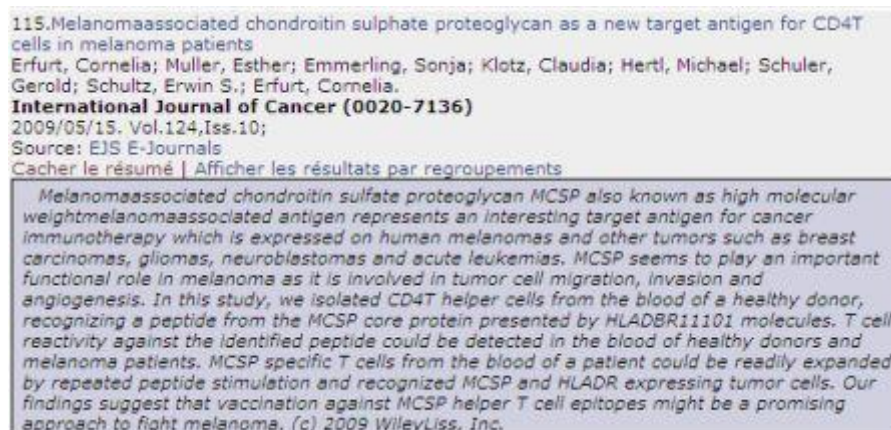 115.Melanomaassociated chondroitin sulphate proteoglycan as a new target antigen for CD4T
cells in melanoma patients
Erfurt, Cornelia; Muller, Esther; Emmerling, Sonja; Klotz, Claudia; Hertl, Michael; Schuler,
Gerold; Schultz, Erwin S.; Erfurt, Cornelia.
International Journal of Cancer (0020-7136)
2009/05/15. Vol.124,Iss.10;
Source: EJS E-Journals
Cacher le résumé | Afficher les résultats par regroupements
Melanomaassociated chondroitin sulfate proteoglycan MCSP also known as high molecular
weightmelanomaassociated antigen represents an interesting target antigen for cancer
immunotherapy which is expressed on human melanomas and other tumors such as breast
carcinomas, gliomas, neuroblastomas and acute leukemias. MCSP seems to play an important
functional role in melanoma as it is involved in tumor cell migration, invasion and
angiogenesis. In this study, we isolated CD4T helper cells from the blood of a healthy donor,
recognizing a peptide from the MCSP core protein presented by HLADBR11101 molecules. T cell
reactivity against the identified peptide could be detected in the blood of healthy donors and
melanoma patients. MCSP specific T cells from the blood of a patient could be readily expanded
by repeated peptide stimulation and recognized MCSP and HLADR expressing tumor cells. Our
findings suggest that vaccination against MCSP helper T cell epitopes might be a promising
approach to fight melanoma. (c) 2009 WileyLiss, Inc.